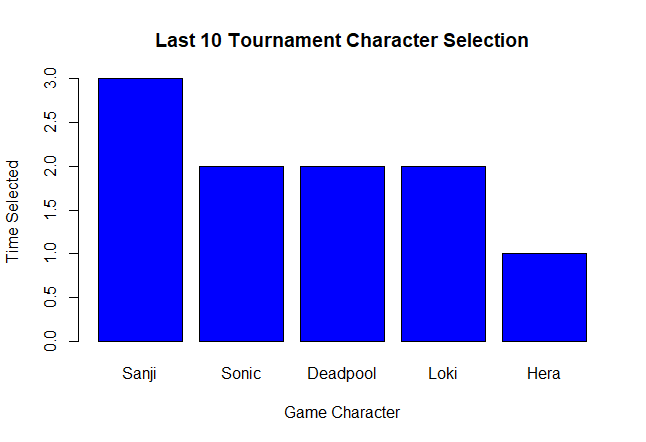 Last 10 Tournament Character Selection
Time Selected
3.0
2.5
2.0
1.5
1.0
0.5
0.0
Sanji Sonic Deadpool Loki Hera
Game Character